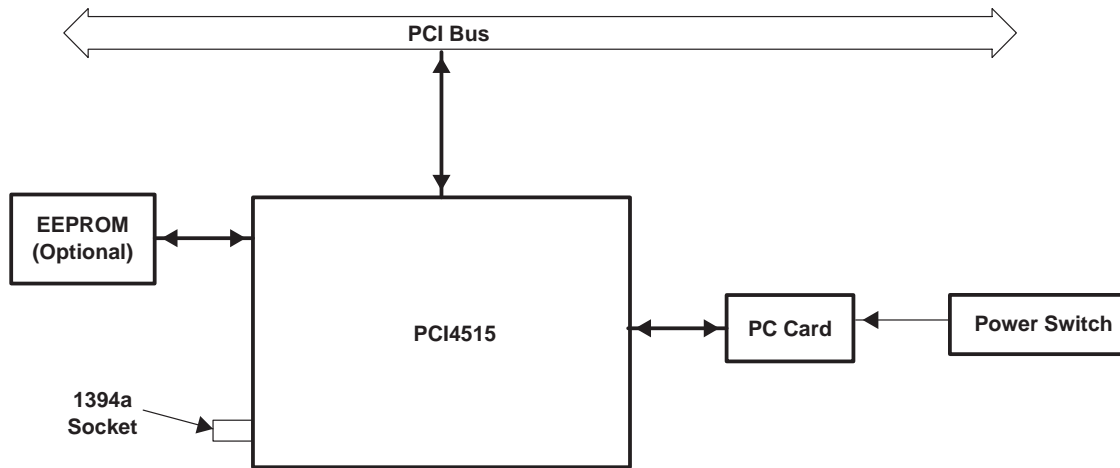 PCI Bus
EEPROM
(Optional)
PCI4515
PC Card
Power Switch
1394a
Socket